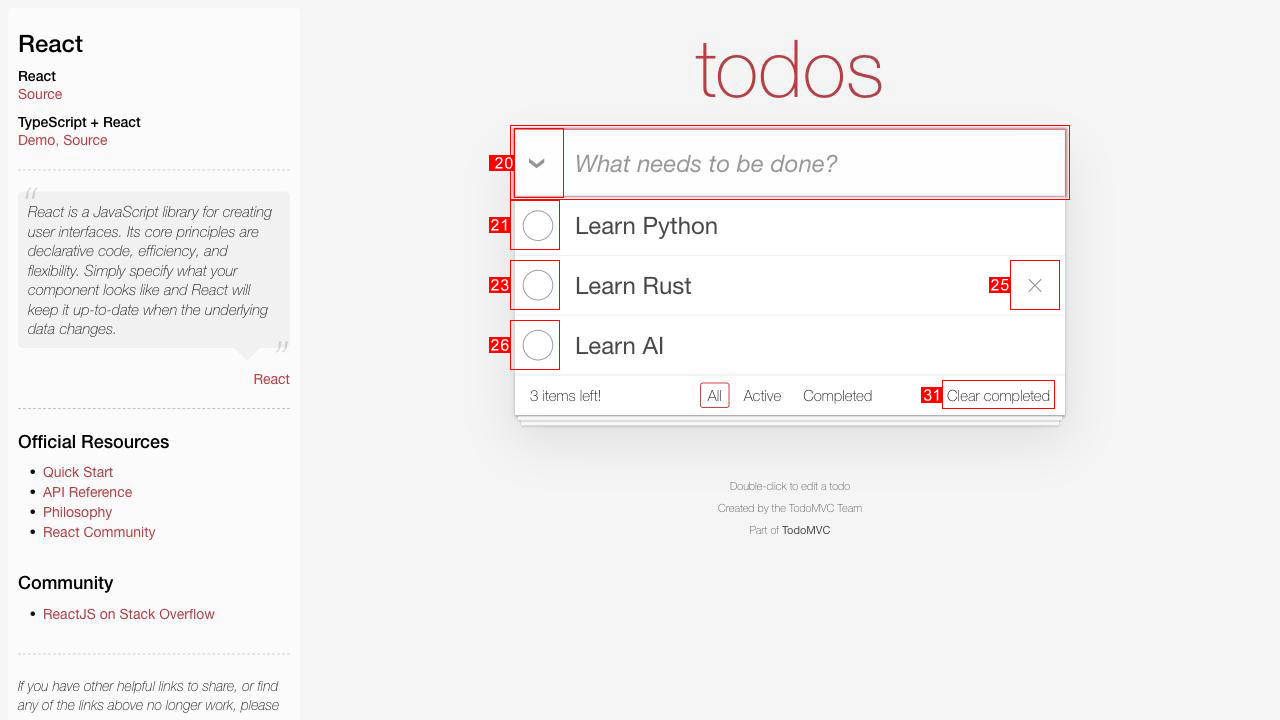 React
React
Source
TypeScript + React
Demo, Source
“
React is a JavaScript library for creating
user interfaces. Its core principles are
declarative code, efficiency, and
flexibility. Simply specify what your
component looks like and React will
keep it up-to-date when the underlying
data changes.
”
React
Official Resources
• Quick Start
• API Reference
• Philosophy
• React Community
Community
• ReactJS on Stack Overflow
If you have other helpful links to share, or find
any of the links above no longer work, please
todos
20 What needs to be done?
21 Learn Python
23 Learn Rust 25
26 Learn AI
3 items left! All Active Completed 31 Clear completed
Double-click to edit a todo
Created by the TodoMVC Team
Part of TodoMVC